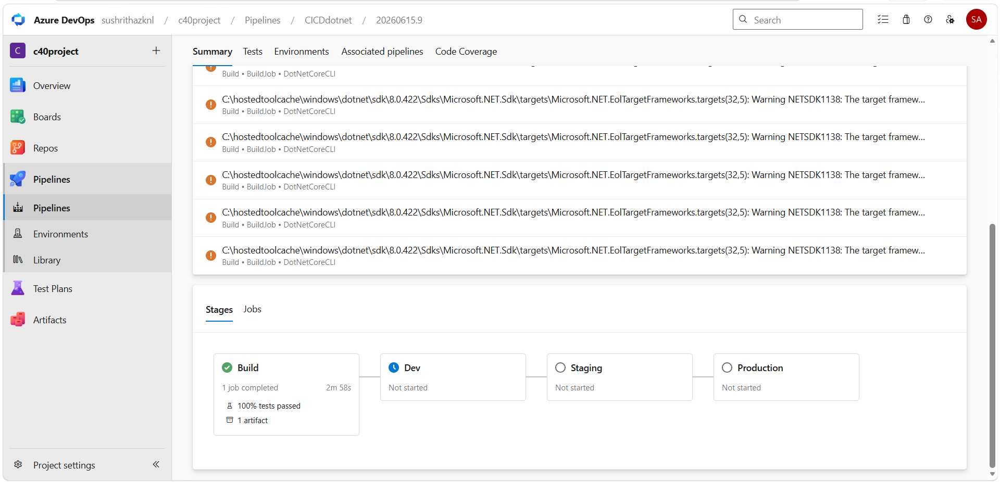 Azure DevOps sushrithazknl / c40project / Pipelines / CICDdotnet / 20260615.9
Search
SA
C c40project
Overview
Boards
Repos
Pipelines
Pipelines
Environments
Library
Test Plans
Artifacts
Project settings
Summary Tests Environments Associated pipelines Code Coverage
Build • BuildJob • DotNetCoreCLI
C:\hostedtoolcache\windows\dotnet\sdk\8.0.422\Sdks\Microsoft.NET.Sdk\targets\Microsoft.NET.EolTargetFrameworks.targets(32,5): Warning NETSDK1138: The target framew...
Build • BuildJob • DotNetCoreCLI
C:\hostedtoolcache\windows\dotnet\sdk\8.0.422\Sdks\Microsoft.NET.Sdk\targets\Microsoft.NET.EolTargetFrameworks.targets(32,5): Warning NETSDK1138: The target framew...
Build • BuildJob • DotNetCoreCLI
C:\hostedtoolcache\windows\dotnet\sdk\8.0.422\Sdks\Microsoft.NET.Sdk\targets\Microsoft.NET.EolTargetFrameworks.targets(32,5): Warning NETSDK1138: The target framew...
Build • BuildJob • DotNetCoreCLI
C:\hostedtoolcache\windows\dotnet\sdk\8.0.422\Sdks\Microsoft.NET.Sdk\targets\Microsoft.NET.EolTargetFrameworks.targets(32,5): Warning NETSDK1138: The target framew...
Build • BuildJob • DotNetCoreCLI
C:\hostedtoolcache\windows\dotnet\sdk\8.0.422\Sdks\Microsoft.NET.Sdk\targets\Microsoft.NET.EolTargetFrameworks.targets(32,5): Warning NETSDK1138: The target framew...
Build • BuildJob • DotNetCoreCLI
Stages Jobs
Build
1 job completed 2m 58s
100% tests passed
1 artifact
Dev
Not started
Staging
Not started
Production
Not started